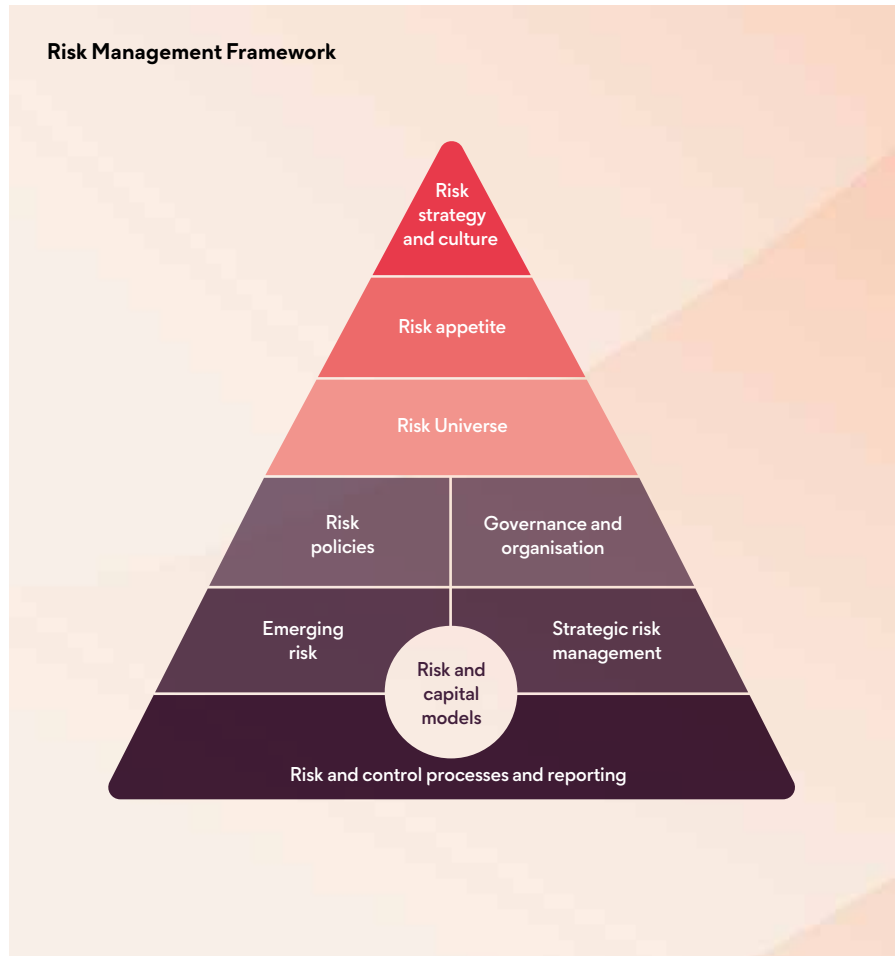 Risk Management Framework
Risk
strategy
and culture
Risk appetite
Risk Universe
Risk
policies
Governance and
organisation
Emerging
risk
Strategic risk
management
Risk and
capital
models
Risk and control processes and reporting